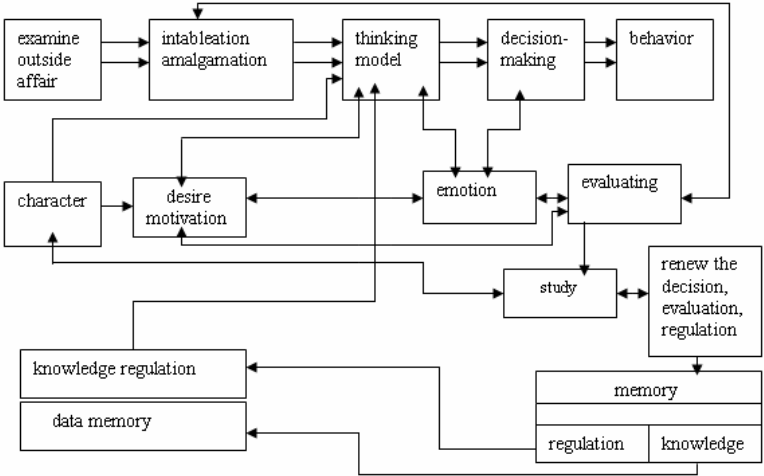 examine
outside
affair
intableation
amalgamation
thinking
model
decision-
making
behavior
character
desire
motivation
emotion
evaluating
study
renew the
decision,
evaluation,
regulation
knowledge regulation
data memory
memory
regulation
knowledge